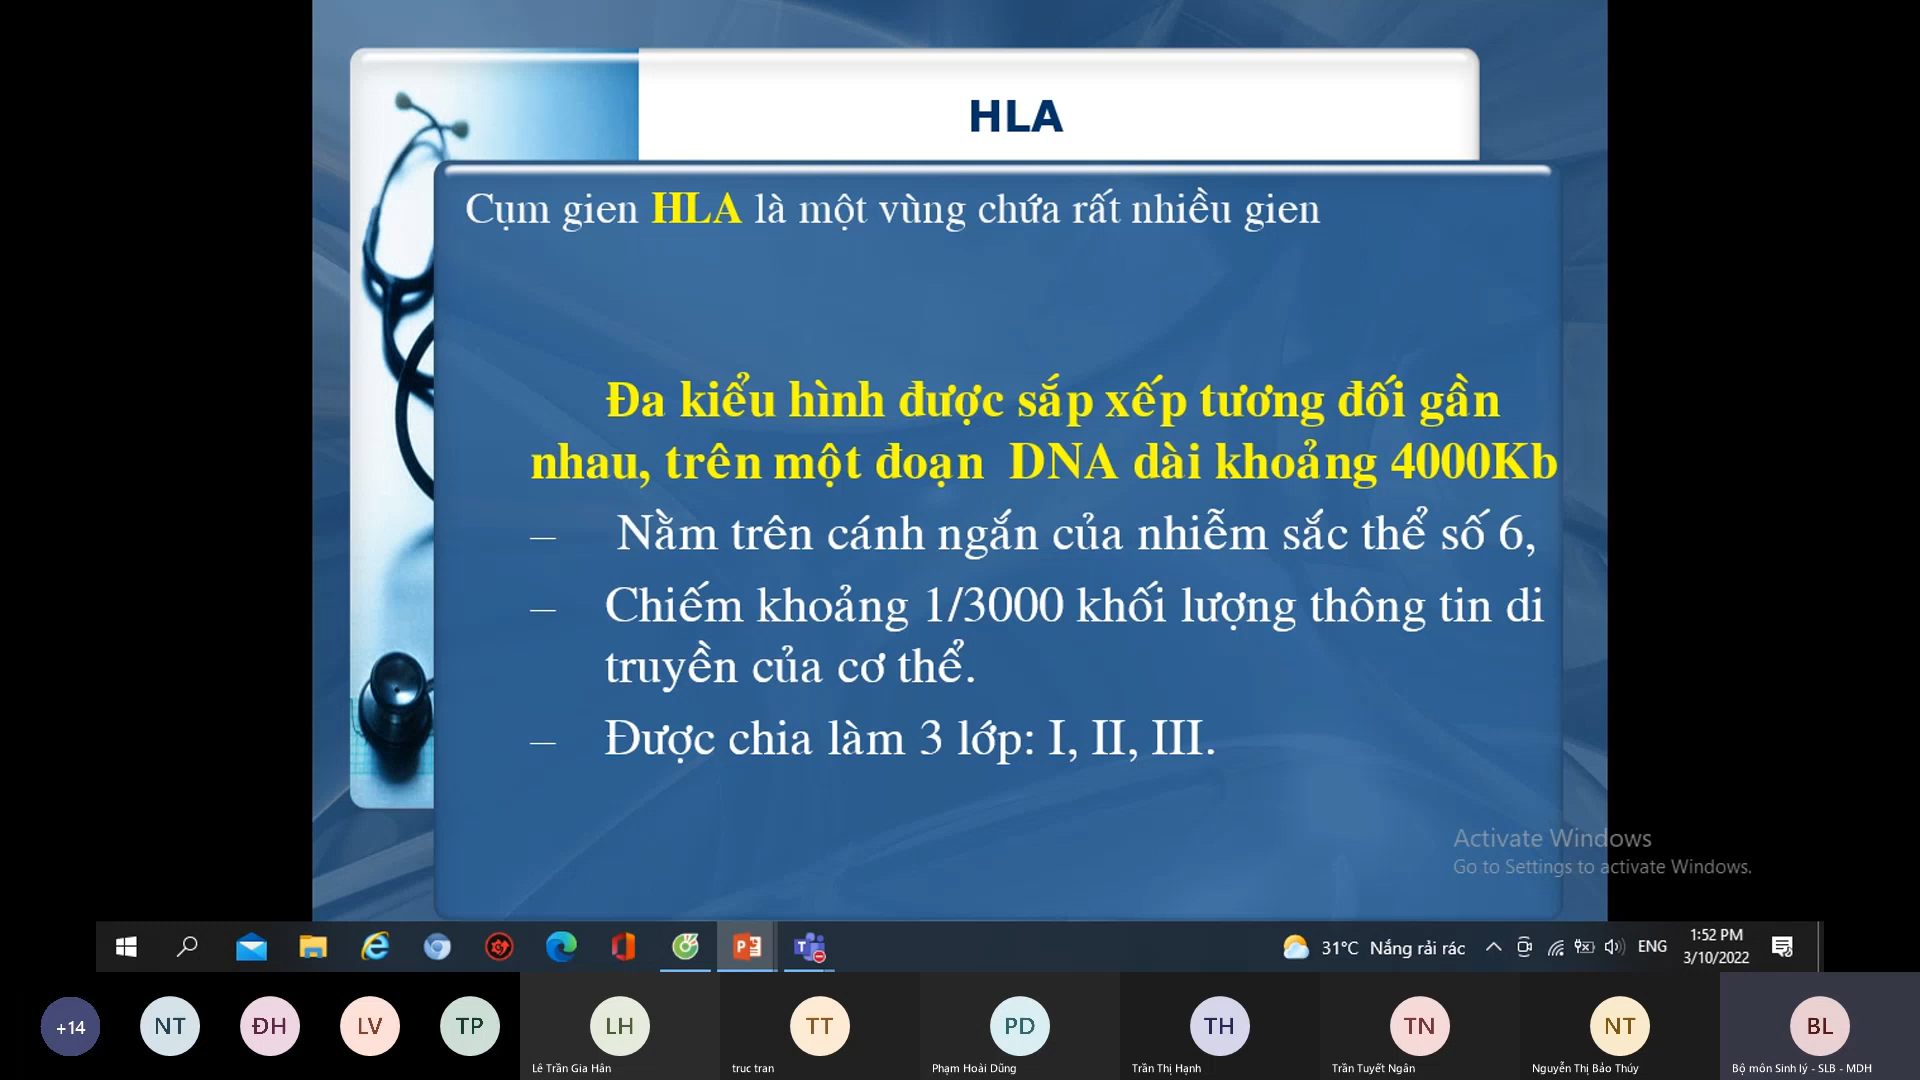 HLA
Cụm gien HLA là một vùng chứa rất nhiều gien
Đa kiểu hình được sắp xếp tương đối gần
nhau, trên một đoạn DNA dài khoảng 4000Kb
– Nằm trên cánh ngắn của nhiễm sắc thể số 6,
– Chiếm khoảng 1/3000 khối lượng thông tin di
truyền của cơ thể.
– Được chia làm 3 lớp: I, II, III.
Activate Windows
Go to Settings to activate Windows.
31°C Nắng rải rác
ENG
1:52 PM
3/10/2022
+14 NT ĐH LV TP LH TT PD TH TN NT BL
Lê Trần Gia Hân truc tran Phạm Hoài Dũng Trần Thị Hạnh Trần Tuyết Ngân Nguyễn Thị Bảo Thúy Bộ môn Sinh lý - SLB - MDH